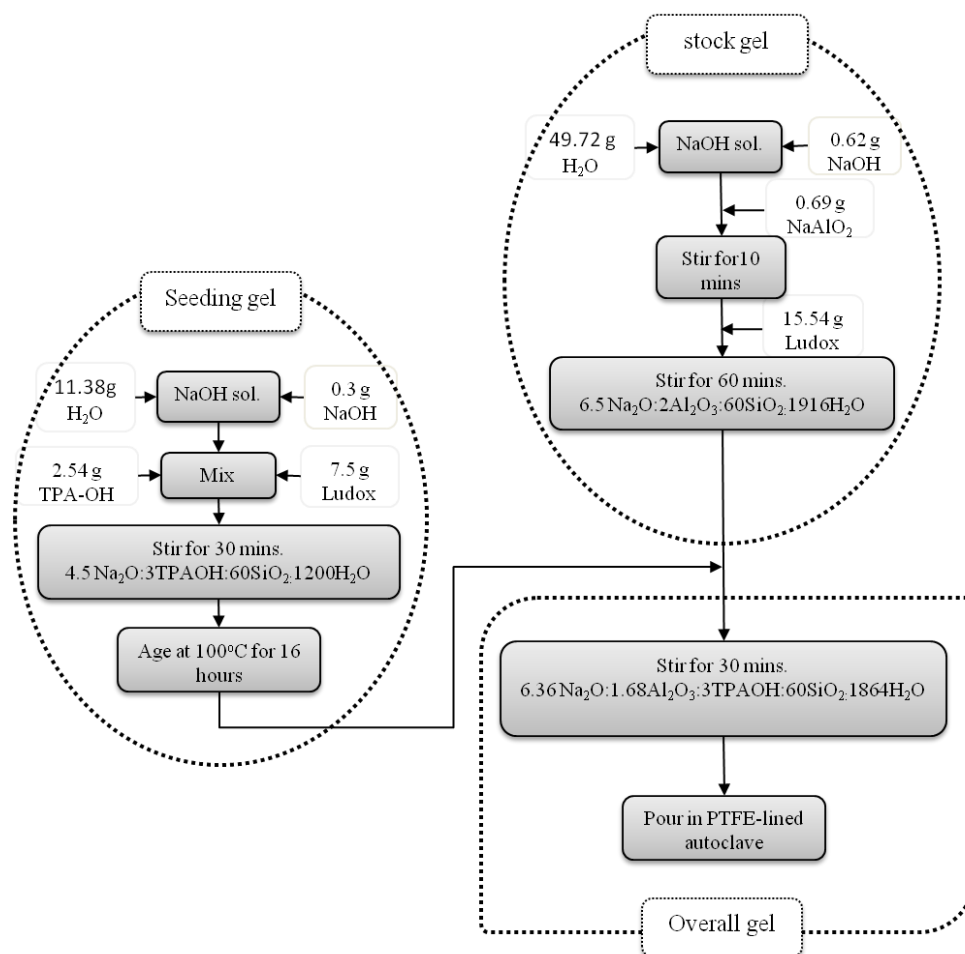 stock gel
49.72 g
H₂O
NaOH sol.
0.62 g
NaOH
0.69 g
NaAlO₂
Stir for10
mins
15.54 g
Ludox
Stir for 60 mins.
6.5 Na₂O:2Al₂O₃:60SiO₂:1916H₂O
Seeding gel
11.38g
H₂O
NaOH sol.
0.3 g
NaOH
2.54 g
TPA-OH
Mix
7.5 g
Ludox
Stir for 30 mins.
4.5 Na₂O:3TPAOH:60SiO₂:1200H₂O
Age at 100°C for 16
hours
Stir for 30 mins.
6.36 Na₂O:1.68Al₂O₃:3TPAOH:60SiO₂:1864H₂O
Pour in PTFE-lined
autoclave
Overall gel